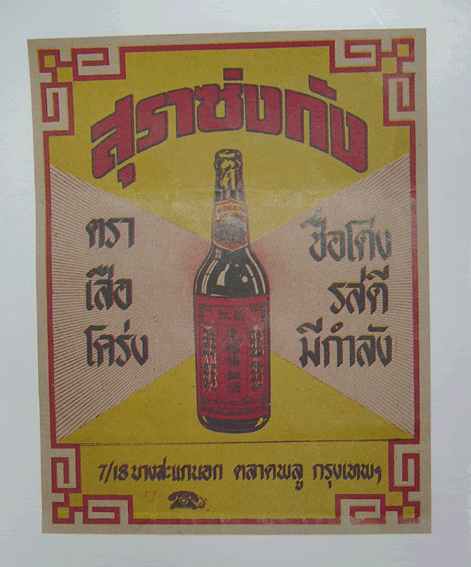 สุราซ่งกัง
ตรา
เสือ
โคร่ง
ชื่อโด่ง
รสดี
มีกำลัง
7/18 บางสะแกนอก ตลาดพลู กรุงเทพฯ